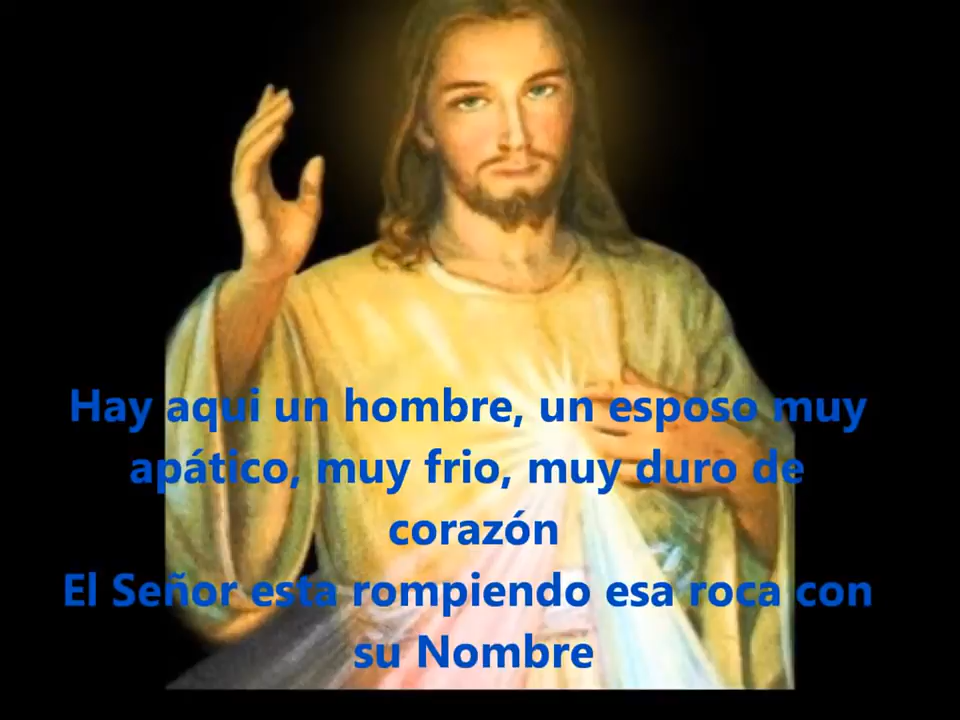 Hay aqui un hombre, un esposo muy
apático, muy frio, muy duro de
corazón
El Señor esta rompiendo esa roca con
su Nombre